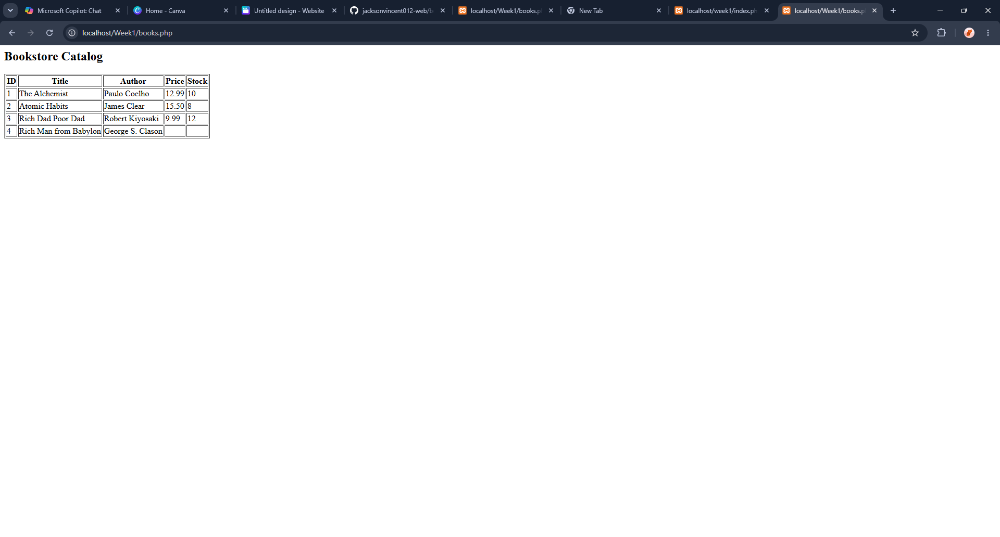 Microsoft Copilot: Chat
Home - Canva
Untitled design - Website
jacksonvincent012-web/b
localhost/Week1/books.p
New Tab
localhost/week1/index.ph
localhost/Week1/books.p
localhost/Week1/books.php
Bookstore Catalog
ID Title Author Price Stock
1 The Alchemist Paulo Coelho 12.99 10
2 Atomic Habits James Clear 15.50 8
3 Rich Dad Poor Dad Robert Kiyosaki 9.99 12
4 Rich Man from Babylon George S. Clason